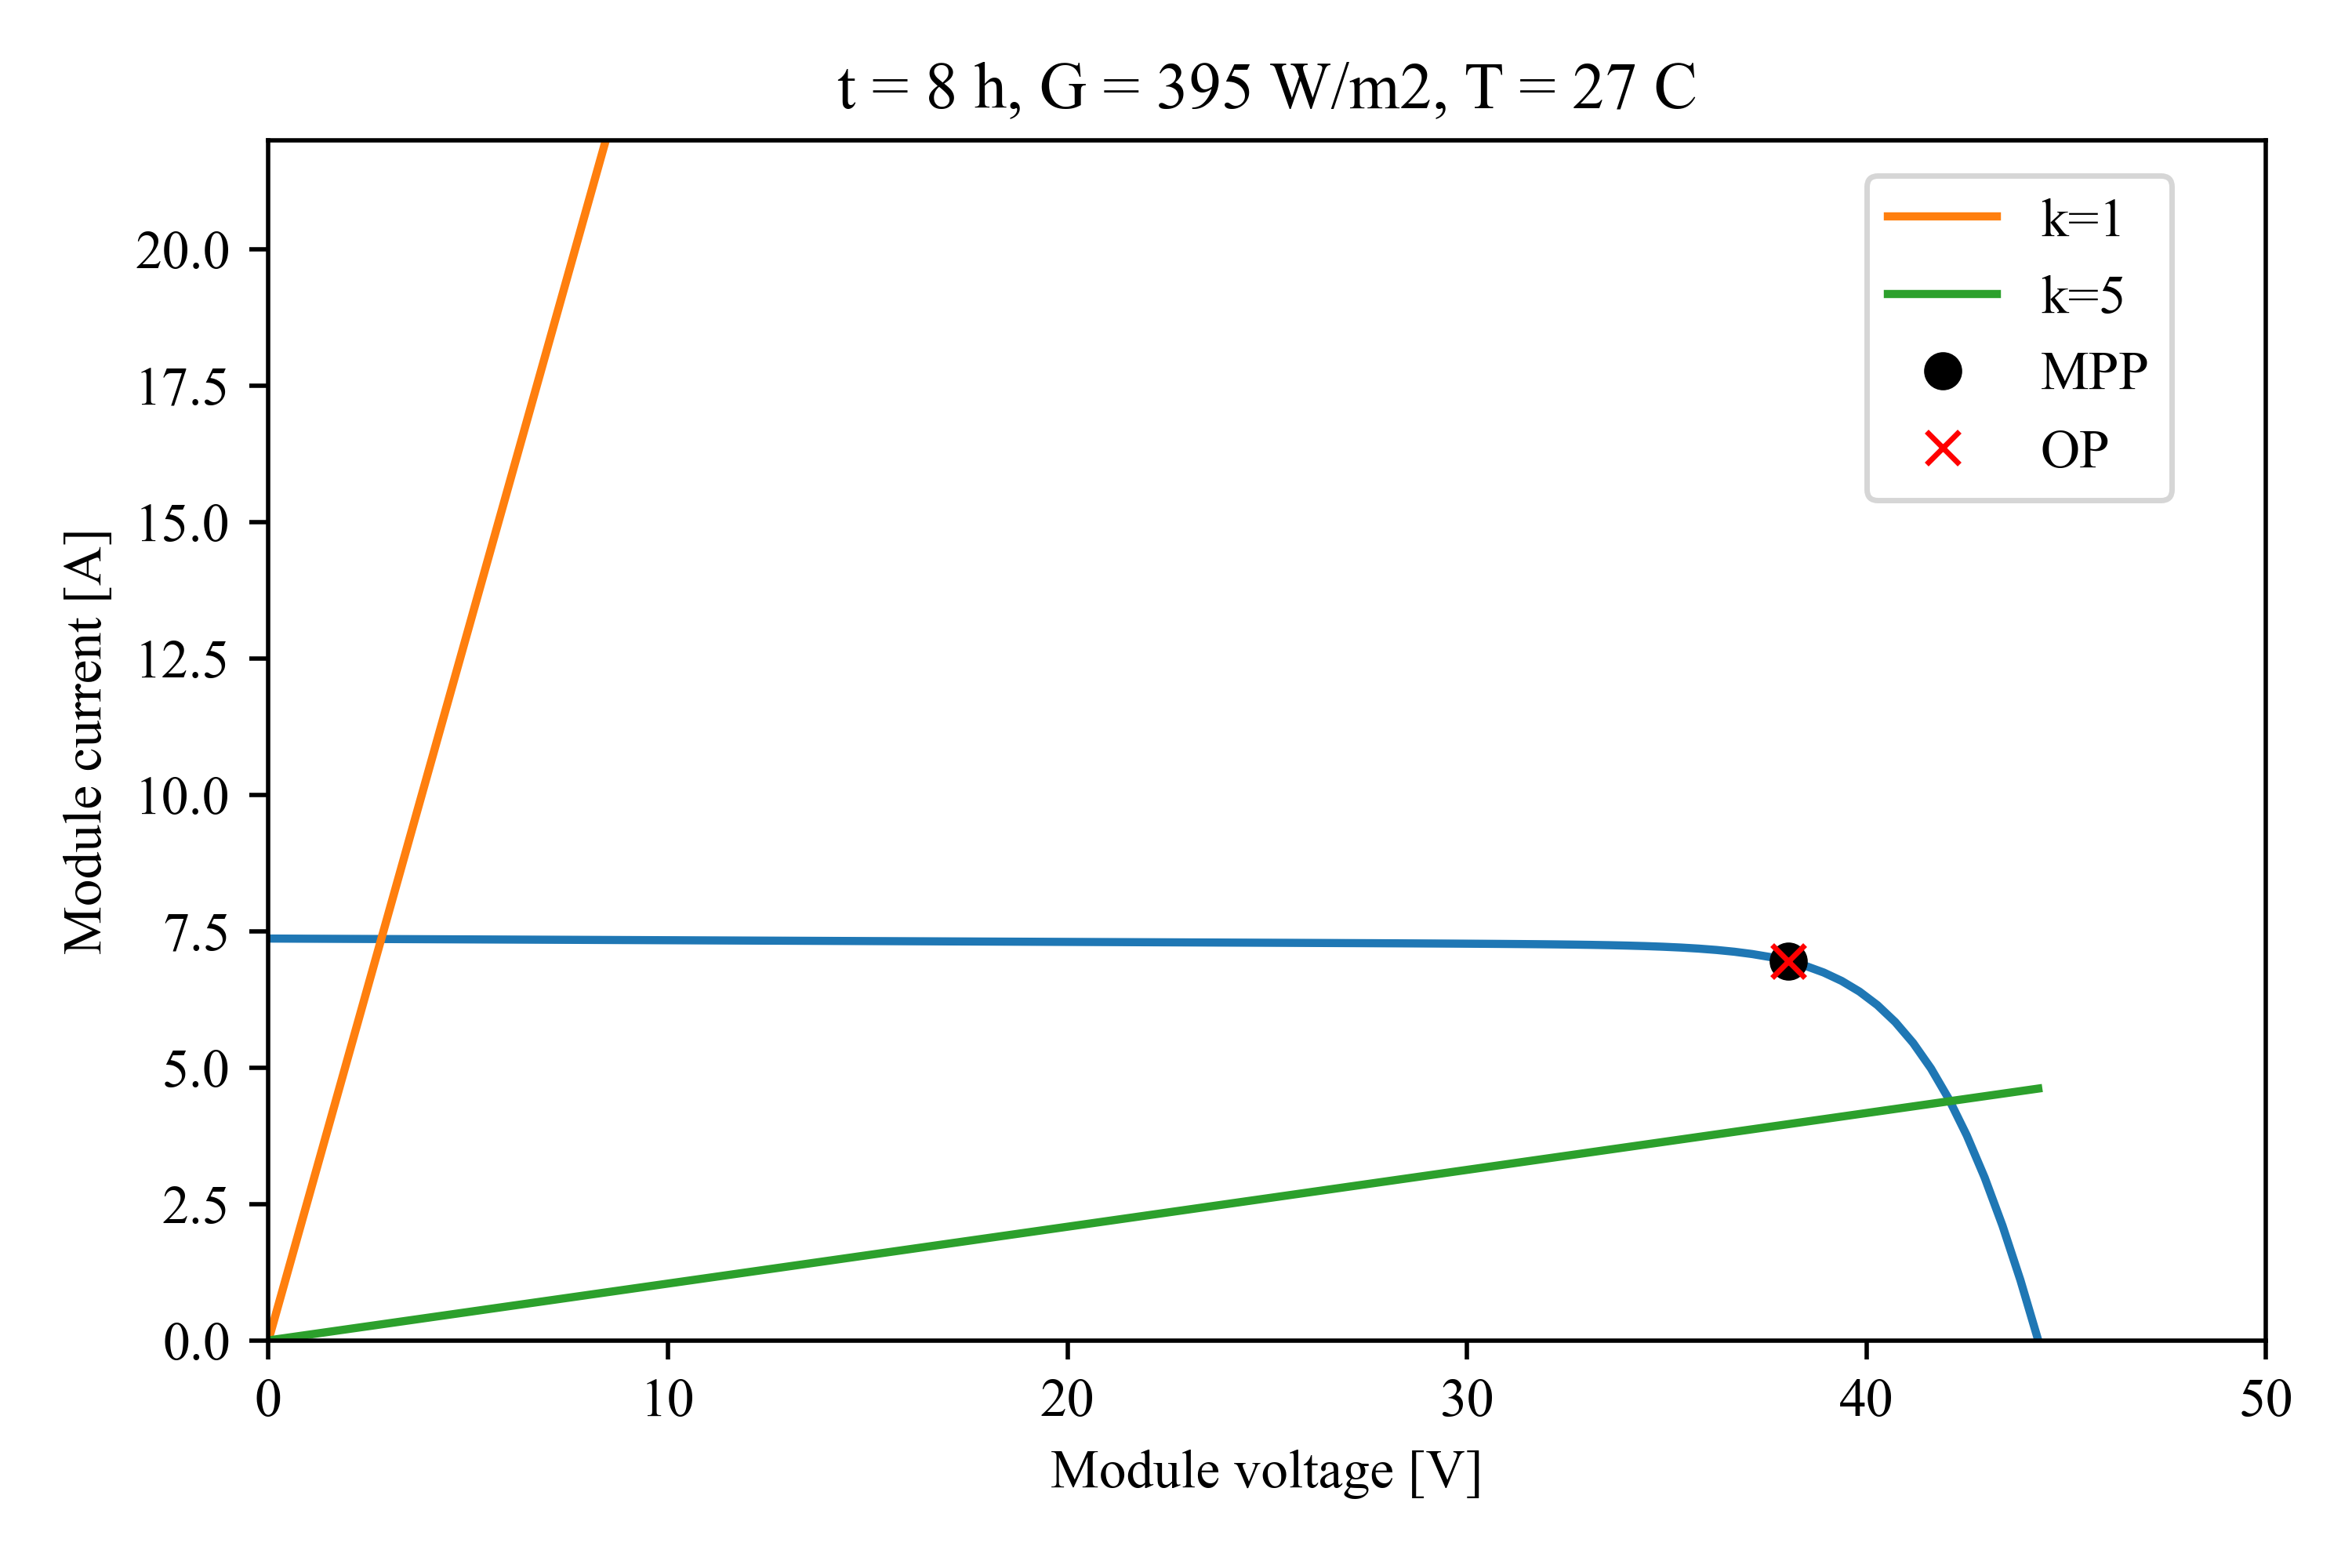 t = 8 h, G = 395 W/m2, T = 27 C
k=1
k=5
MPP
OP
Module current [A]
20.0
17.5
15.0
12.5
10.0
7.5
5.0
2.5
0.0
0 10 20 30 40 50
Module voltage [V]